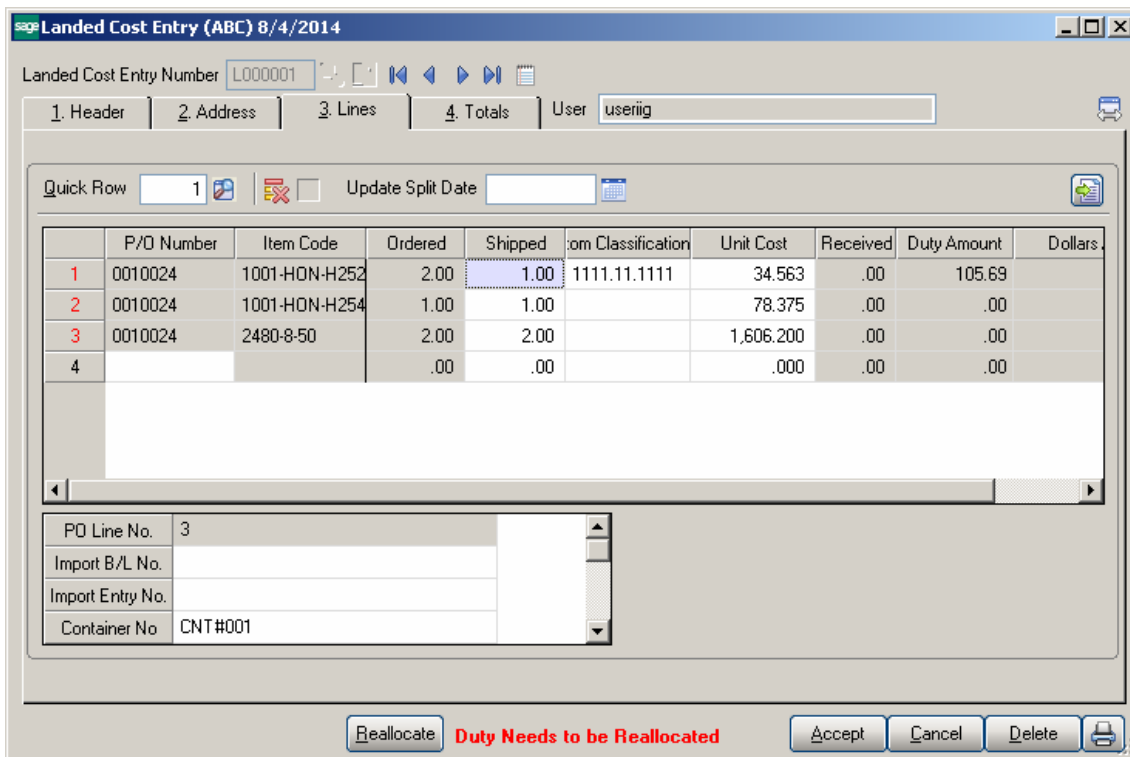 sage Landed Cost Entry (ABC) 8/4/2014
Landed Cost Entry Number L000001
1. Header 2. Address 3. Lines 4. Totals User useriig
Quick Row 1 Update Split Date
P/O Number Item Code Ordered Shipped tom Classification Unit Cost Received Duty Amount Dollars
1 0010024 1001-HON-H252 2.00 1.00 1111.11.1111 34.563 .00 105.69
2 0010024 1001-HON-H254 1.00 1.00 78.375 .00 .00
3 0010024 2480-8-50 2.00 2.00 1,606.200 .00 .00
4 .00 .00 .000 .00 .00
PO Line No. 3
Import B/L No.
Import Entry No.
Container No CNT#001
Reallocate Duty Needs to be Reallocated Accept Cancel Delete